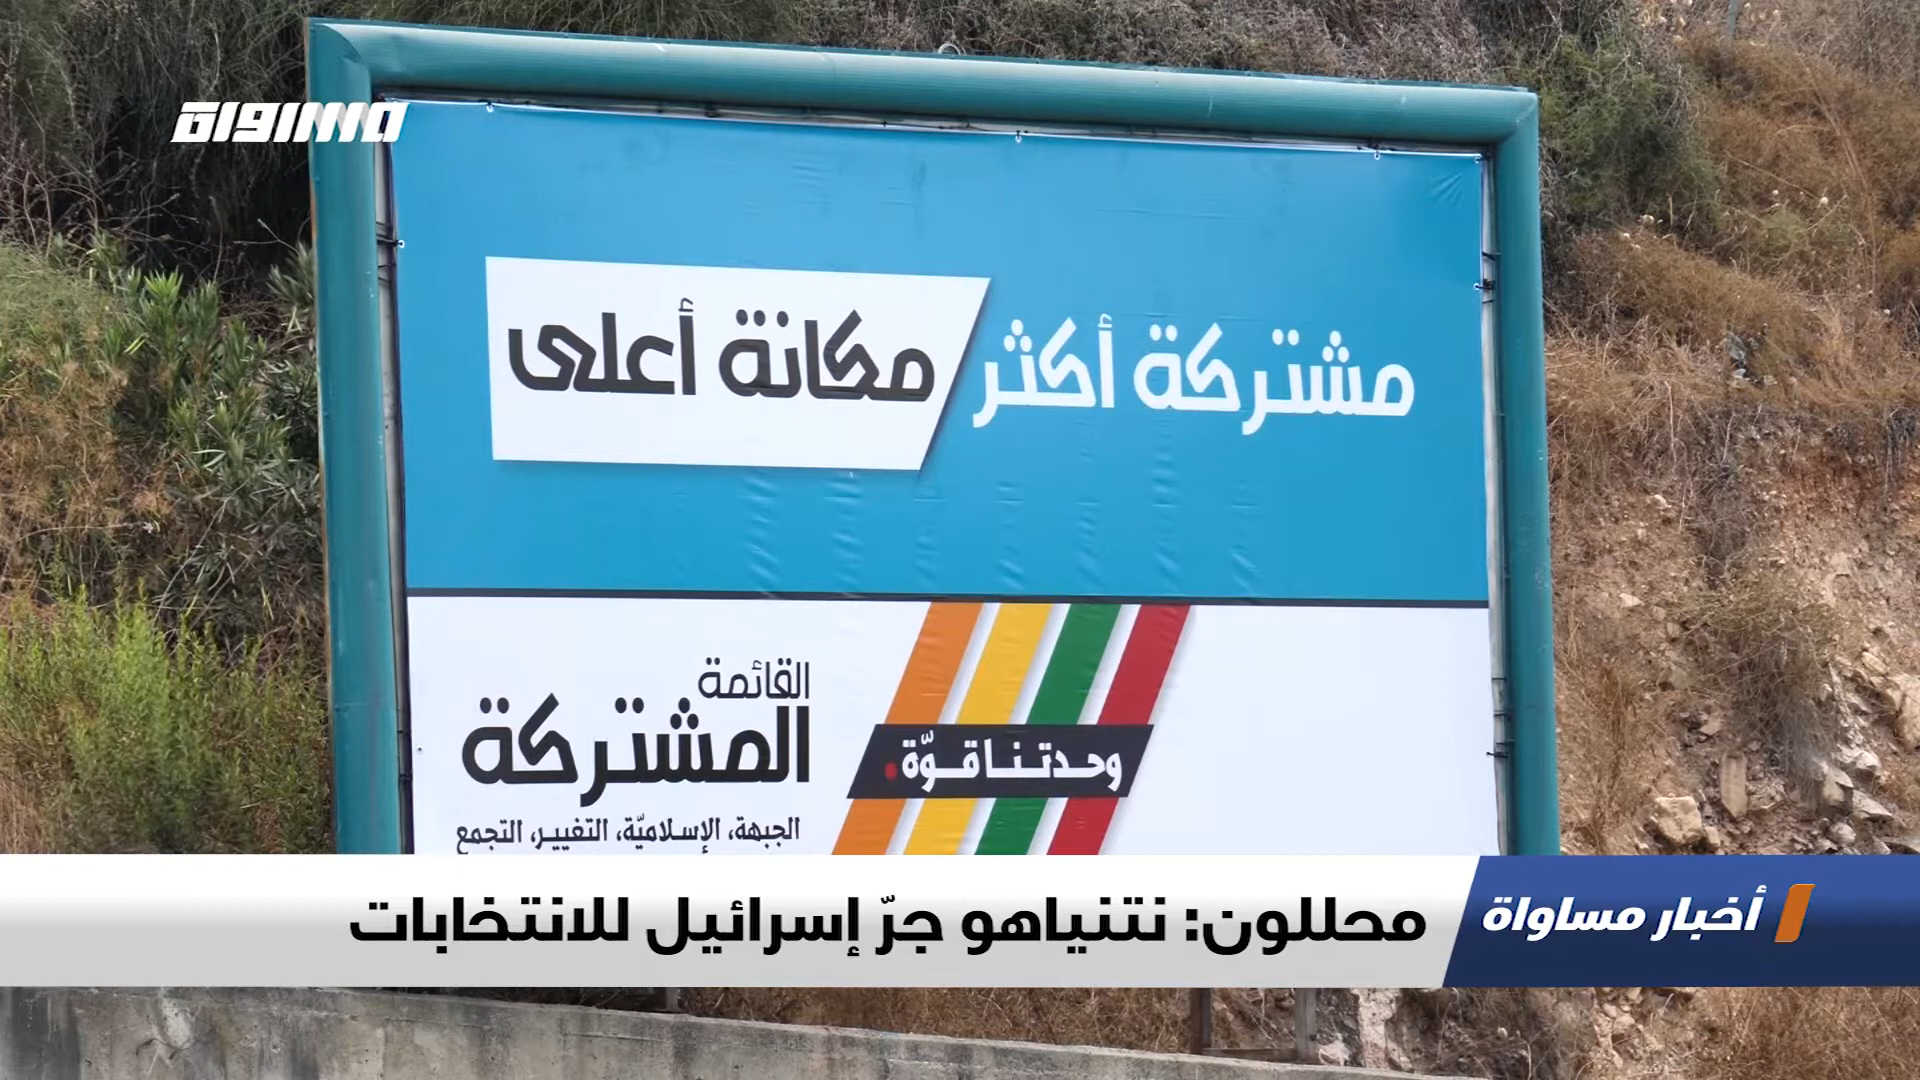 مساواة
مشتركة أكثر مكانة أعلى
القائمة
المشتركة
وحدتنا قوّة.
الجبهة، الإسلاميّة، التغيير، التجمع
أخبار مساواة
محللون: نتنياهو جرّ إسرائيل للانتخابات